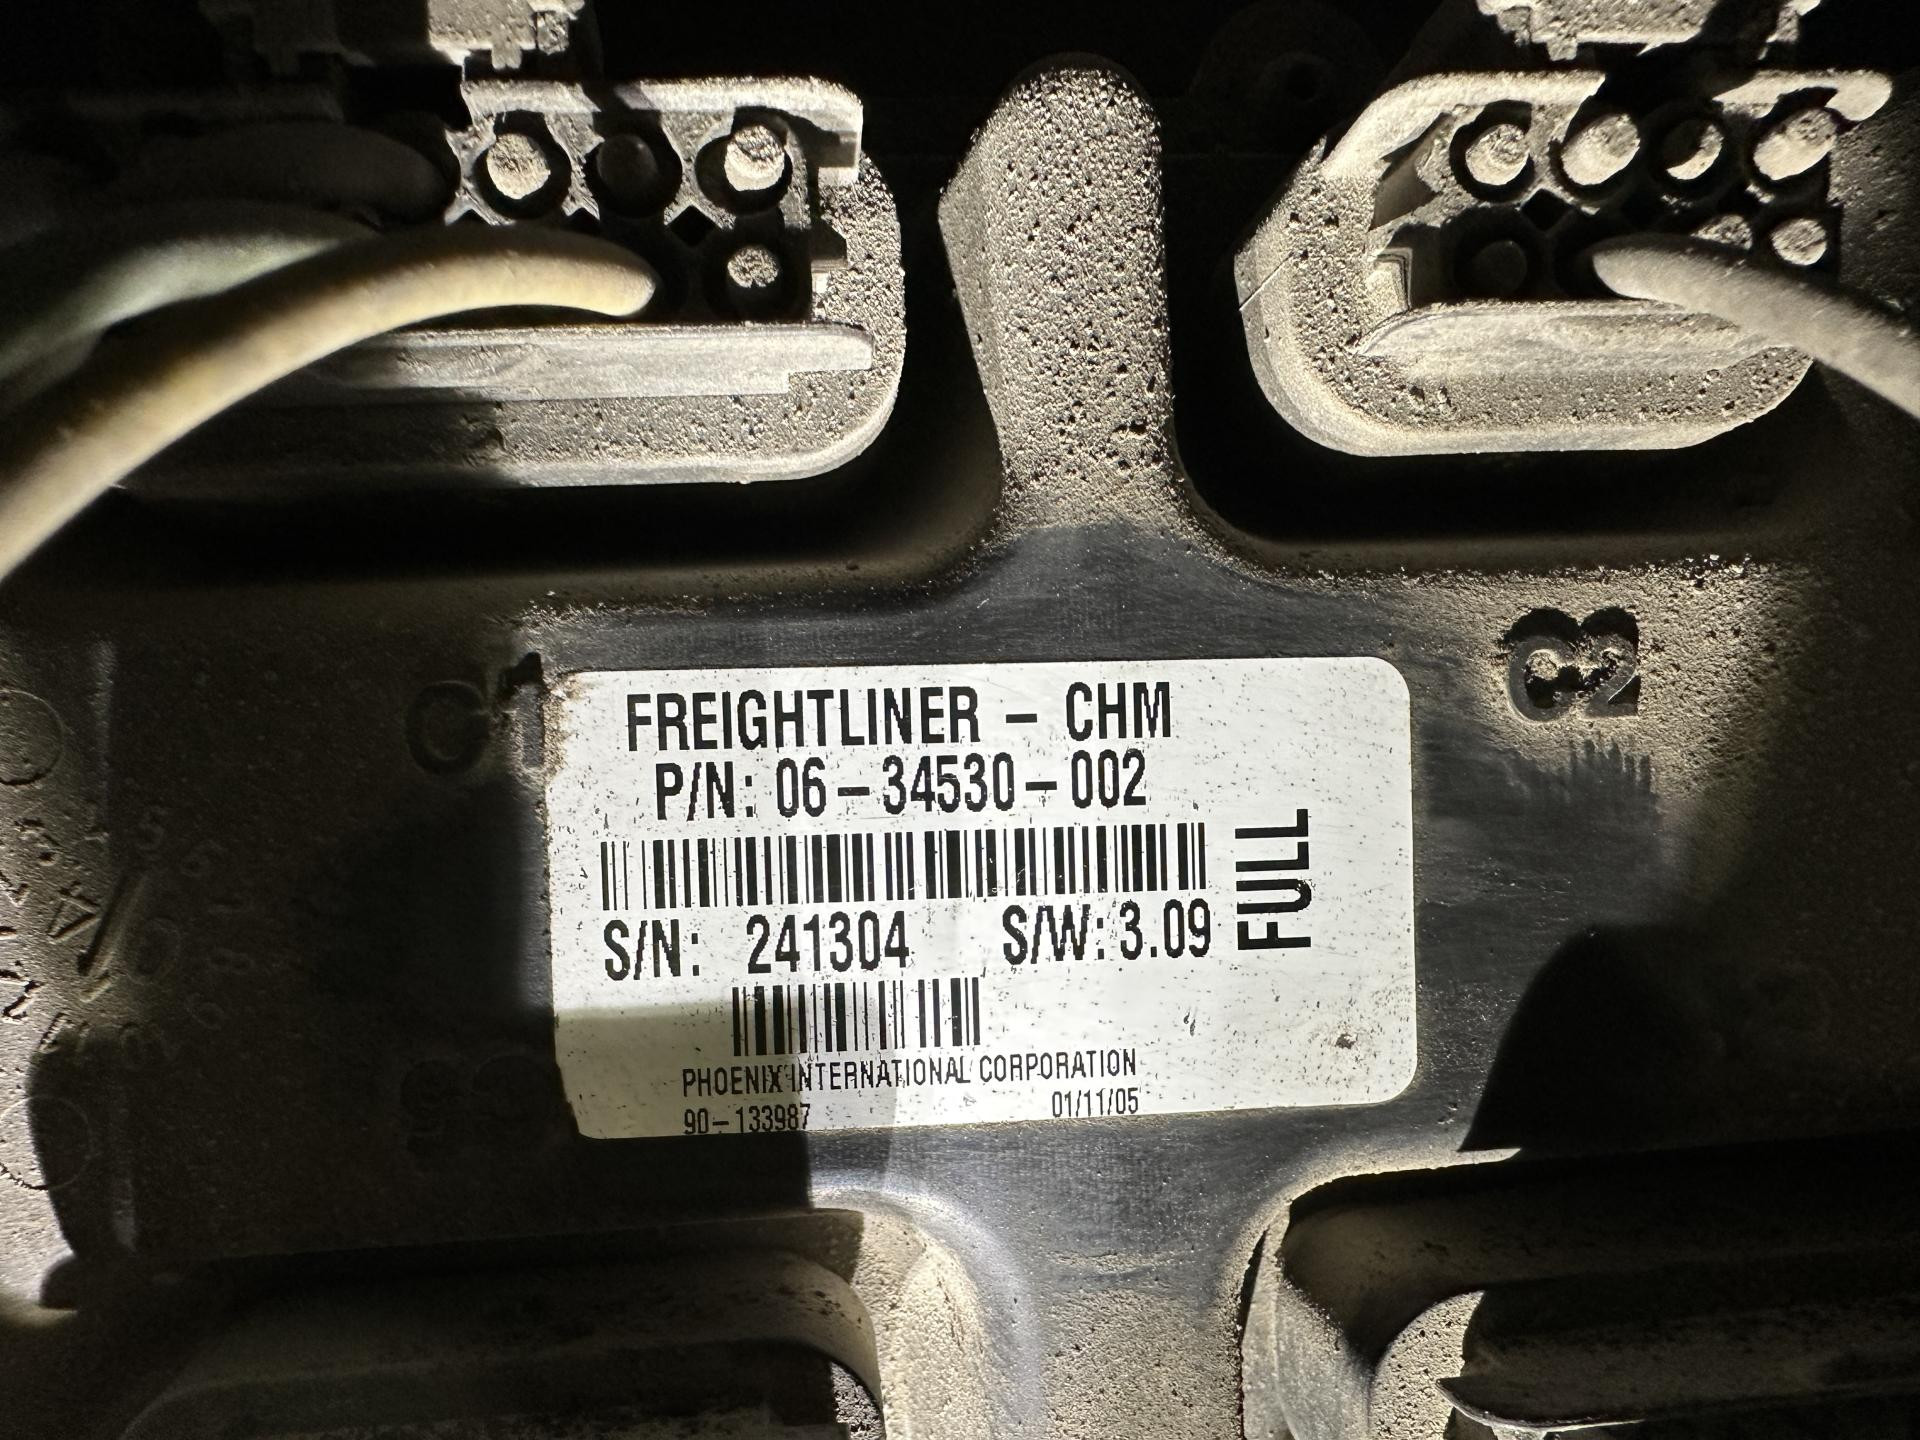 C1
C2
FREIGHTLINER - CHM
P/N: 06-34530-002
FULL
S/N: 241304 S/W: 3.09
PHOENIX INTERNATIONAL CORPORATION
90-133987 01/11/05